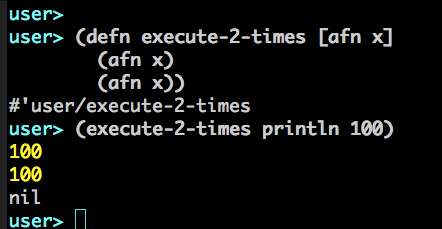 user>
user> (defn execute-2-times [afn x]
        (afn x)
        (afn x))
#'user/execute-2-times
user> (execute-2-times println 100)
100
100
nil
user>